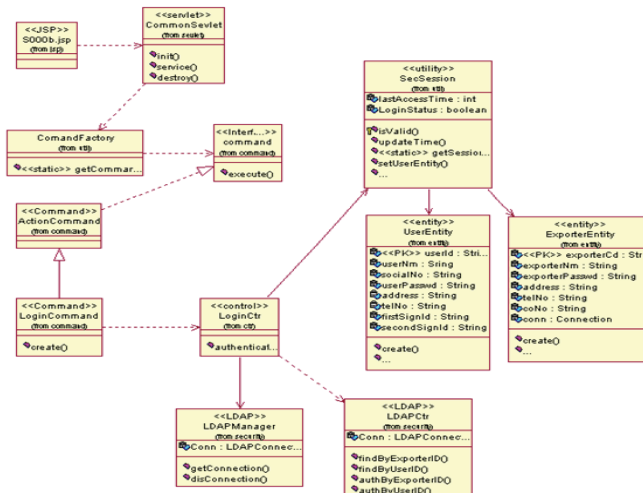 <<JSP>>
S000b.jsp
(from jsp)
<<servlet>>
CommonSevlet
(from seulet)
init()
service()
destroy()
ComandFactory
(from util)
<<static>> getCommar...
<<Interf,...>>
command
(from command)
execute()
<<Command>>
ActionCommand
(from command)
<<Command>>
LoginCommand
(from command)
create()
<<control>>
LoginCtr
(from ctr)
authenticat...
<<utility>>
SecSession
(from util)
lastAccessTime : int
LoginStatus : boolean
isValid()
updateTime()
<<static>> getSession...
setUserEntity()
...
<<entity>>
UserEntity
(from entity)
<<PK>> userId : Stri...
userNm : Sring
socialNo : String
userPasswd : String
address : String
telNo : String
firstSignId : String
secondSignId : String
create()
...
<<entity>>
ExporterEntity
(from entity)
<<PK>> exporterCd : St
exporterNm : String
exporterPasswd : String
address : String
telNo : String
coNo : String
conn : Connection
create()
...
<<LDAP>>
LDAPManager
(from security)
Conn : LDAPConnec...
getConnection()
disConnection()
<<LDAP>>
LDAPCtr
(from security)
Conn : LDAPConnec...
findByExporterID()
findByUserID()
authByExporterID()
authByUserID()